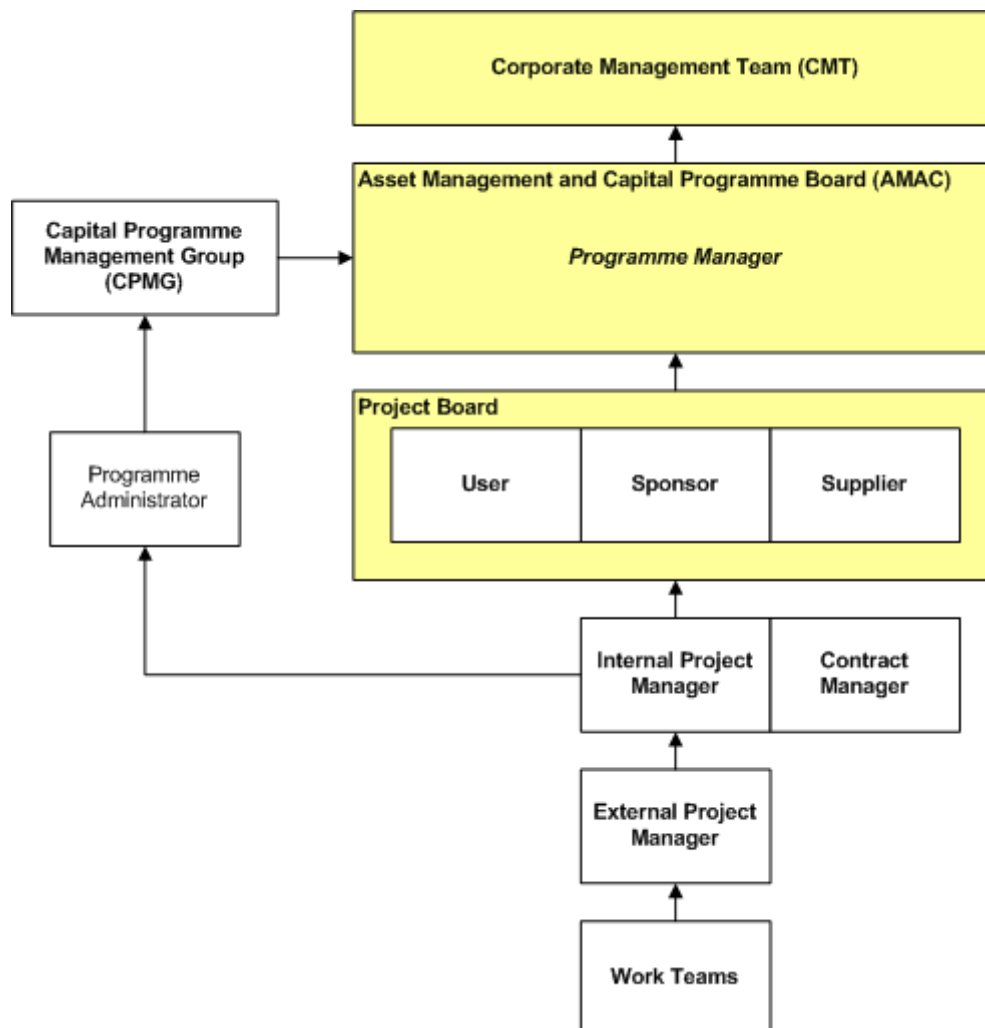 Corporate Management Team (CMT)
Asset Management and Capital Programme Board (AMAC)
Programme Manager
Capital Programme
Management Group
(CPMG)
Project Board
User
Sponsor
Supplier
Programme
Administrator
Internal Project
Manager
Contract
Manager
External Project
Manager
Work Teams